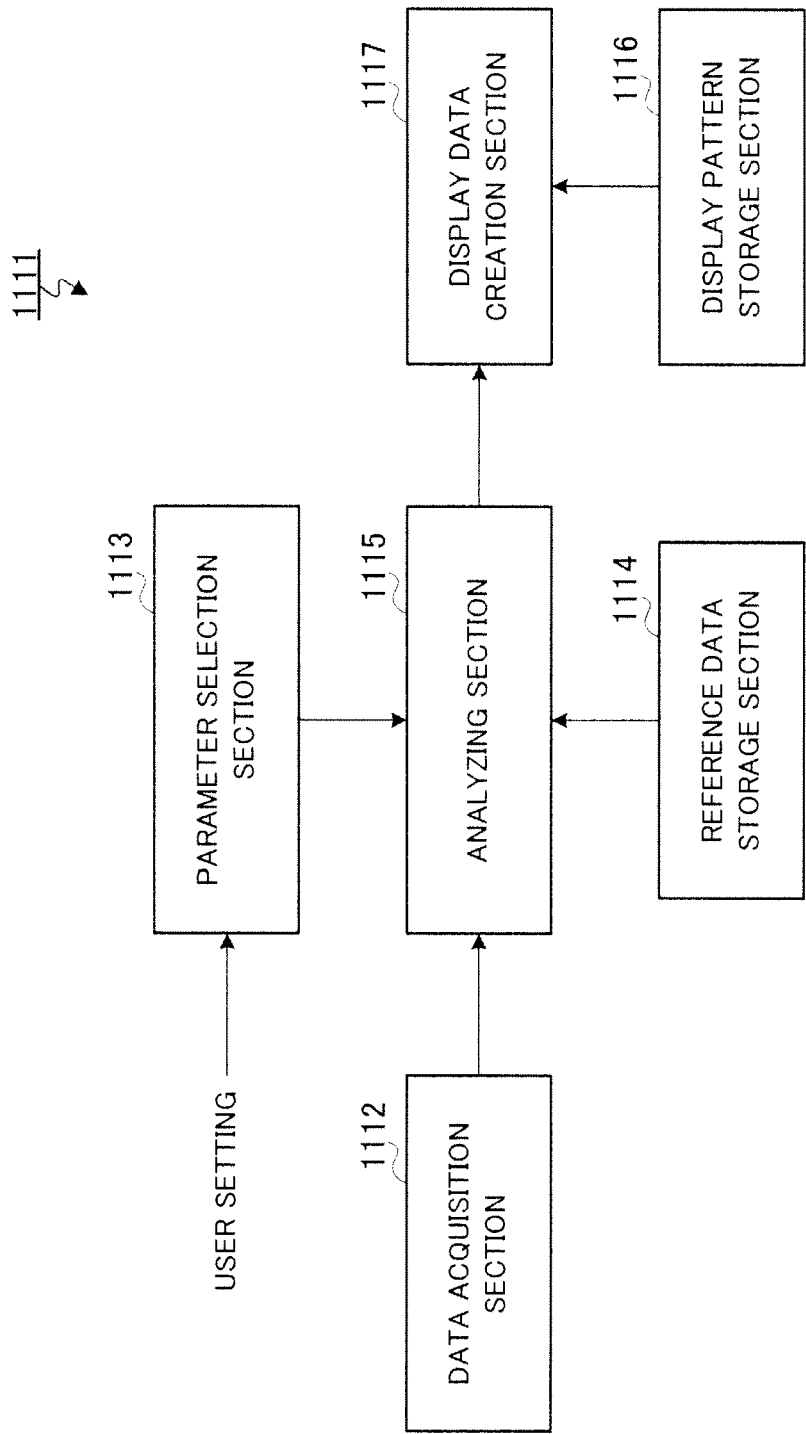 1111
USER SETTING
1113
PARAMETER SELECTION
SECTION
1112
DATA ACQUISITION
SECTION
1115
ANALYZING SECTION
1117
DISPLAY DATA
CREATION SECTION
1114
REFERENCE DATA
STORAGE SECTION
1116
DISPLAY PATTERN
STORAGE SECTION